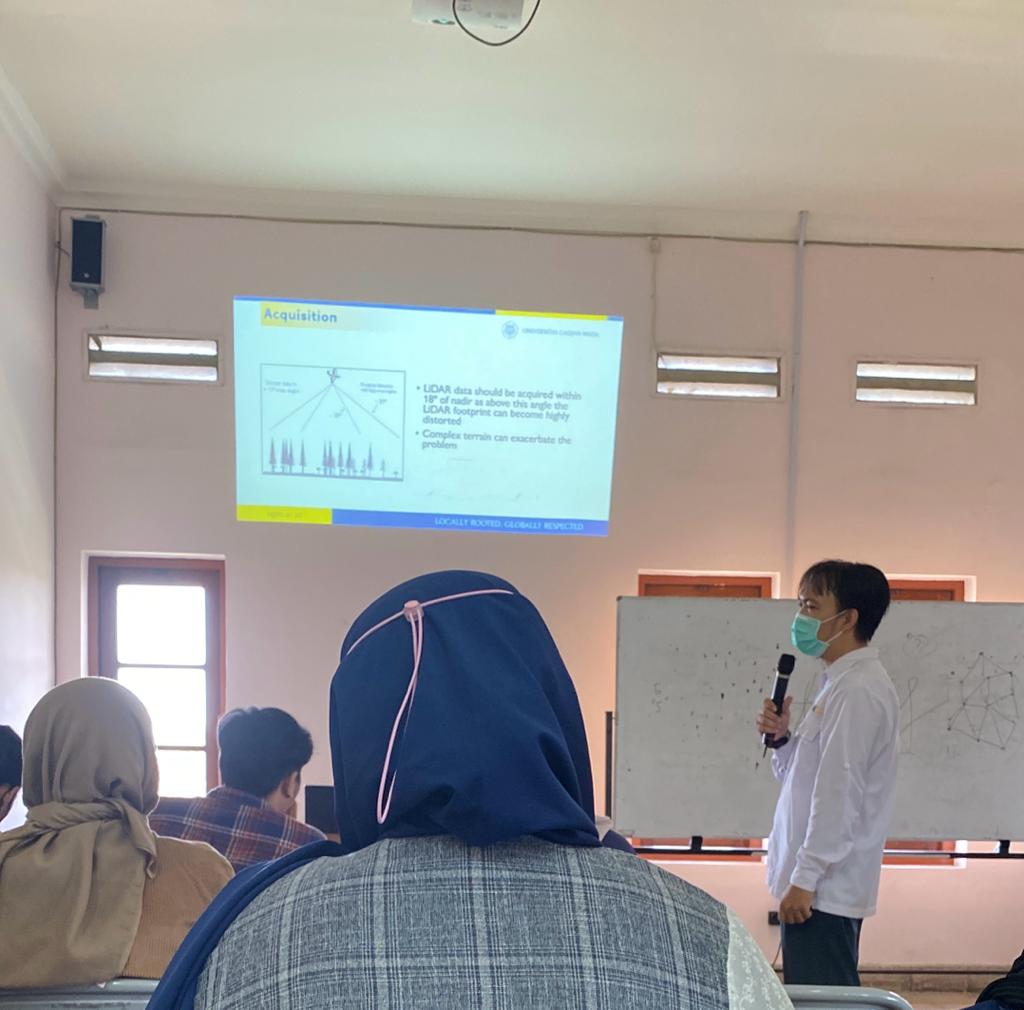 Acquisition
UNIVERSITAS GADJAH MADA
• LiDAR data should be acquired within
18° of nadir as above this angle the
LiDAR footprint can become highly
distorted
• Complex terrain can exacerbate the
problem
LOCALLY ROOTED, GLOBALLY RESPECTED